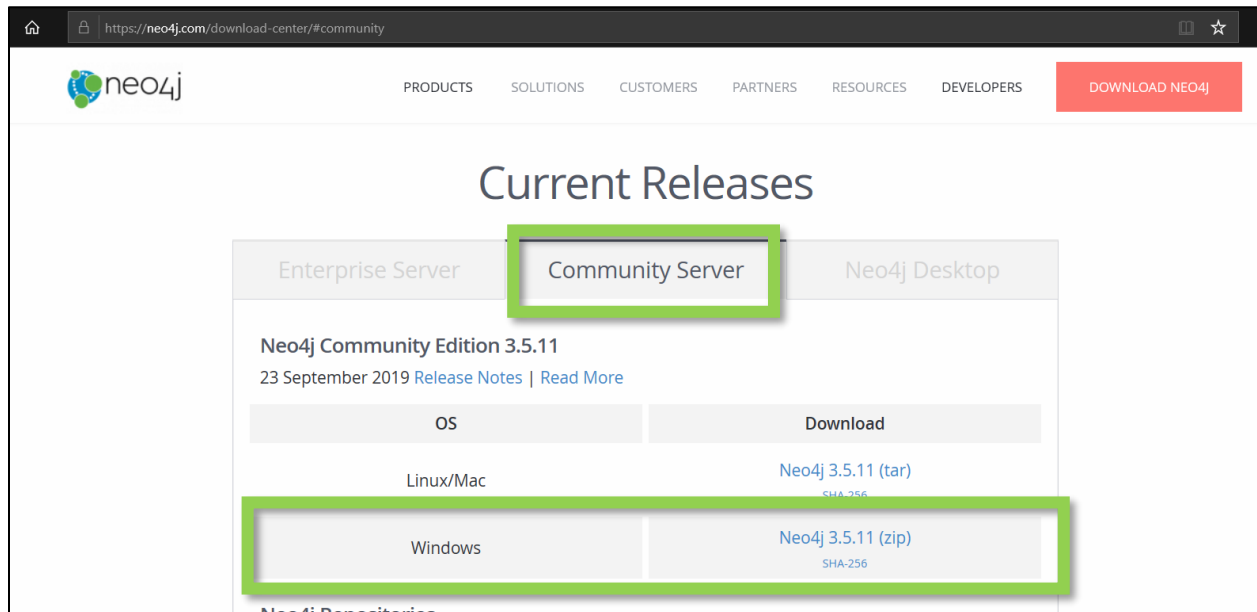 https://neo4j.com/download-center/#community
neo4j PRODUCTS SOLUTIONS CUSTOMERS PARTNERS RESOURCES DEVELOPERS DOWNLOAD NEO4J
Current Releases
Enterprise Server Community Server Neo4j Desktop
Neo4j Community Edition 3.5.11
23 September 2019 Release Notes | Read More
OS Download
Linux/Mac Neo4j 3.5.11 (tar)
SHA-256
Windows Neo4j 3.5.11 (zip)
SHA-256
Neo4j Repositories